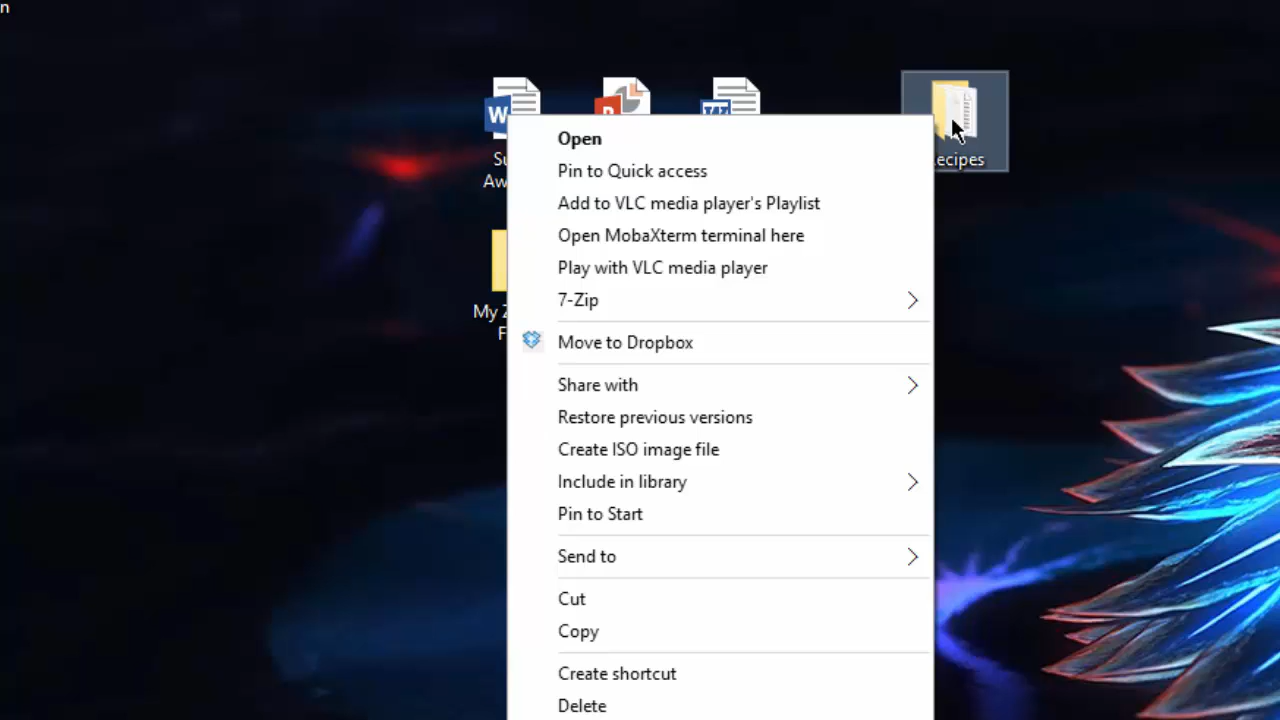 n
Open
Pin to Quick access
Add to VLC media player's Playlist
Open MobaXterm terminal here
Play with VLC media player
7-Zip
Move to Dropbox
Share with
Restore previous versions
Create ISO image file
Include in library
Pin to Start
Send to
Cut
Copy
Create shortcut
Delete
W
Su
Aw
My
F
ecipes